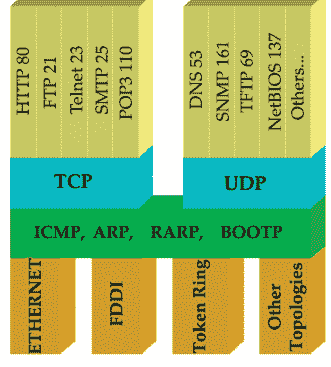 HTTP 80
FTP 21
Telnet 23
SMTP 25
POP3 110
DNS 53
SNMP 161
TFTP 69
NetBIOS 137
Others...
TCP
UDP
ICMP, ARP, RARP, BOOTP
ETHERNET
FDDI
Token Ring
Other
Topologies